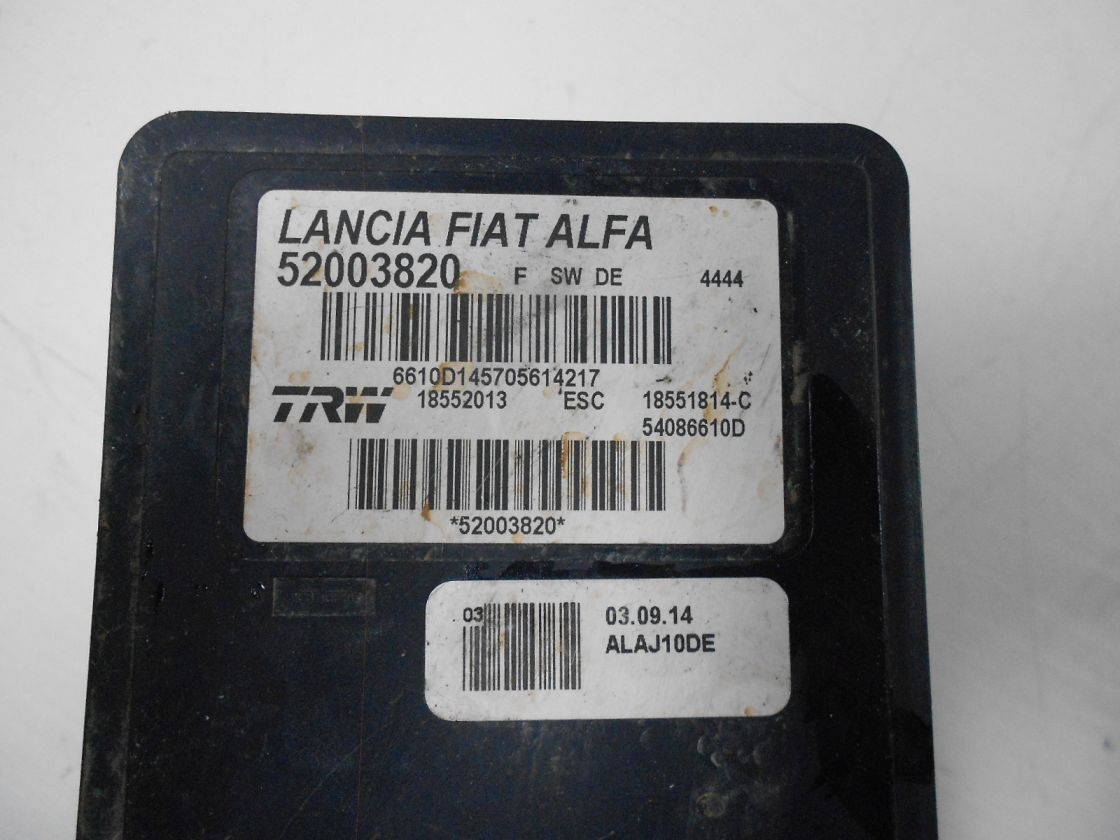 LANCIA FIAT ALFA
52003820 F SW DE 4444
6610D145705614217
TRW 18552013 ESC 18551814-C
54086610D
*52003820*
03 03.09.14
ALAJ10DE